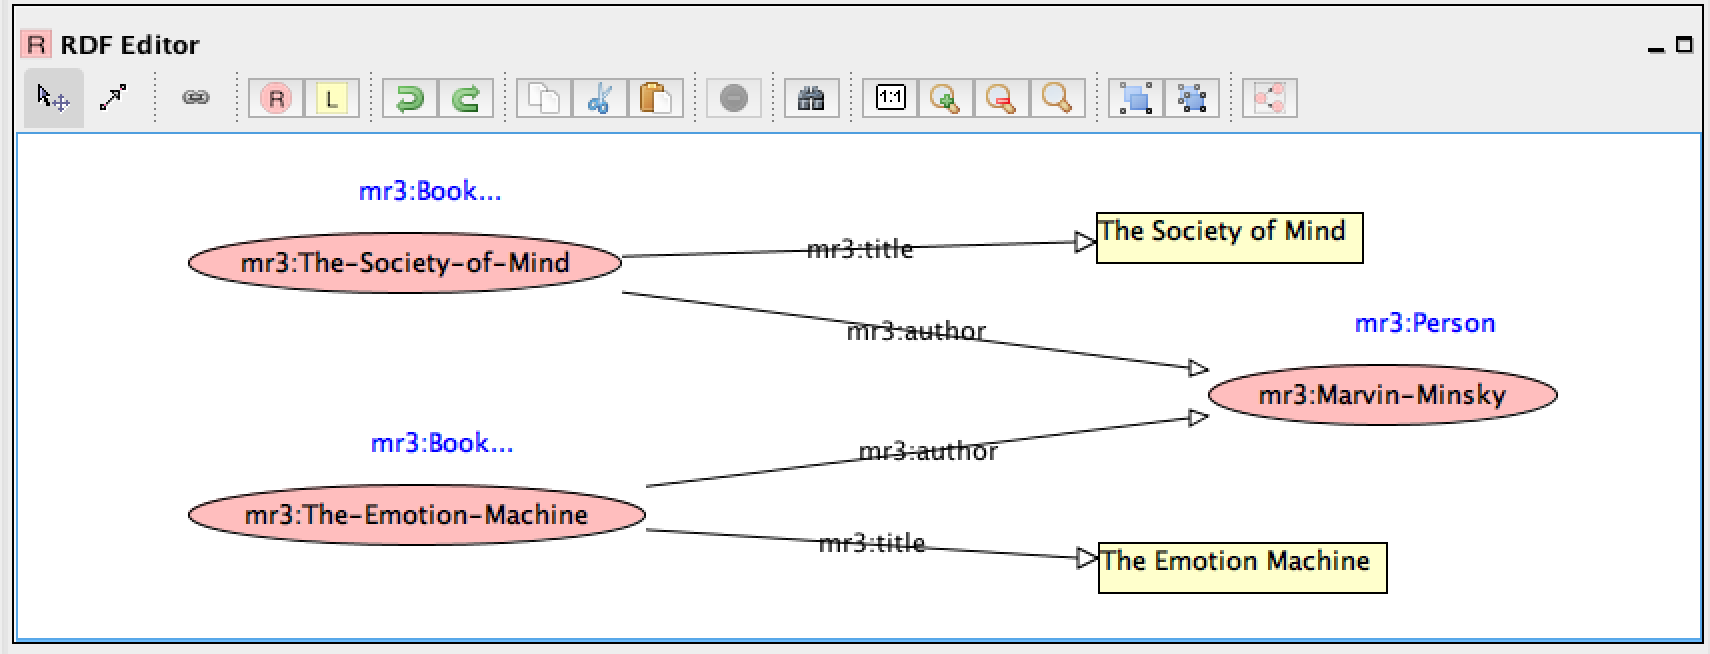 R RDF Editor
R L 1:1
mr3:Book...
mr3:The-Society-of-Mind
mr3:title
The Society of Mind
mr3:author
mr3:Person
mr3:Marvin-Minsky
mr3:Book...
mr3:author
mr3:The-Emotion-Machine
mr3:title
The Emotion Machine